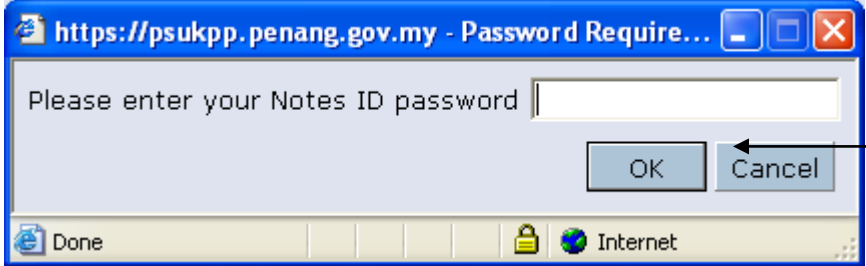 https://psukpp.penang.gov.my - Password Require...
Please enter your Notes ID password
OK Cancel
Done Internet